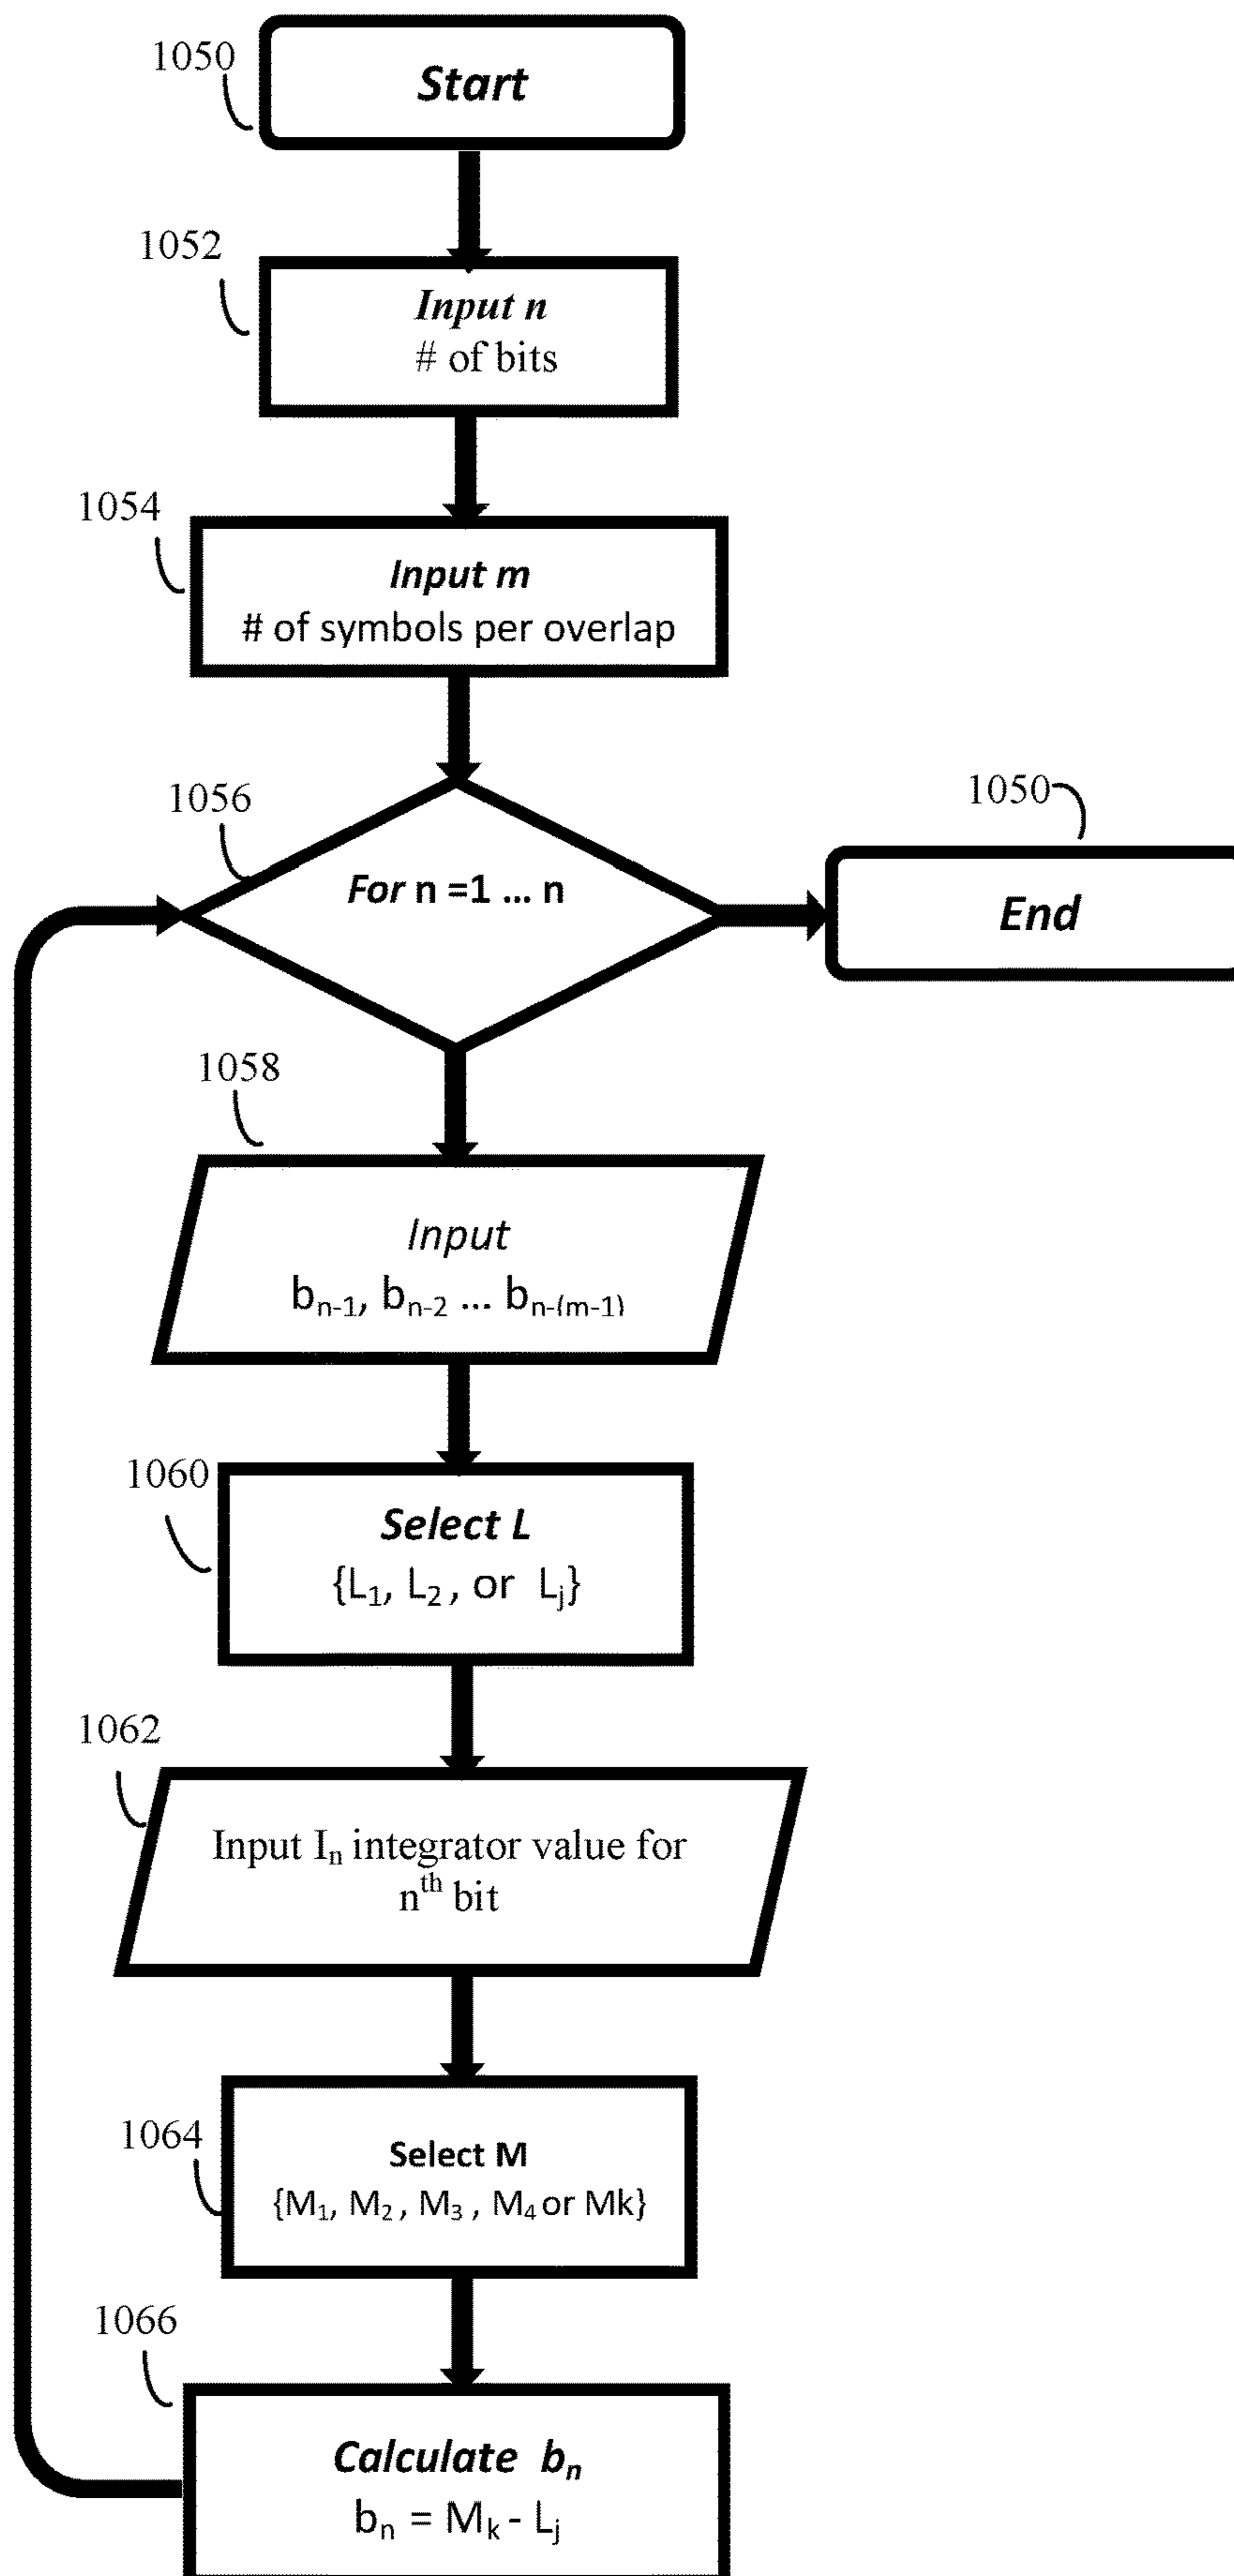 1050
Start
1052
Input n
# of bits
1054
Input m
# of symbols per overlap
1056
For n =1 ... n
1050
End
1058
Input
bn-1, bn-2 ... bn-(m-1)
1060
Select L
{L1, L2 , or Lj}
1062
Input In integrator value for
nth bit
1064
Select M
{M1, M2 , M3 , M4 or Mk}
1066
Calculate bn
bn = Mk - Lj